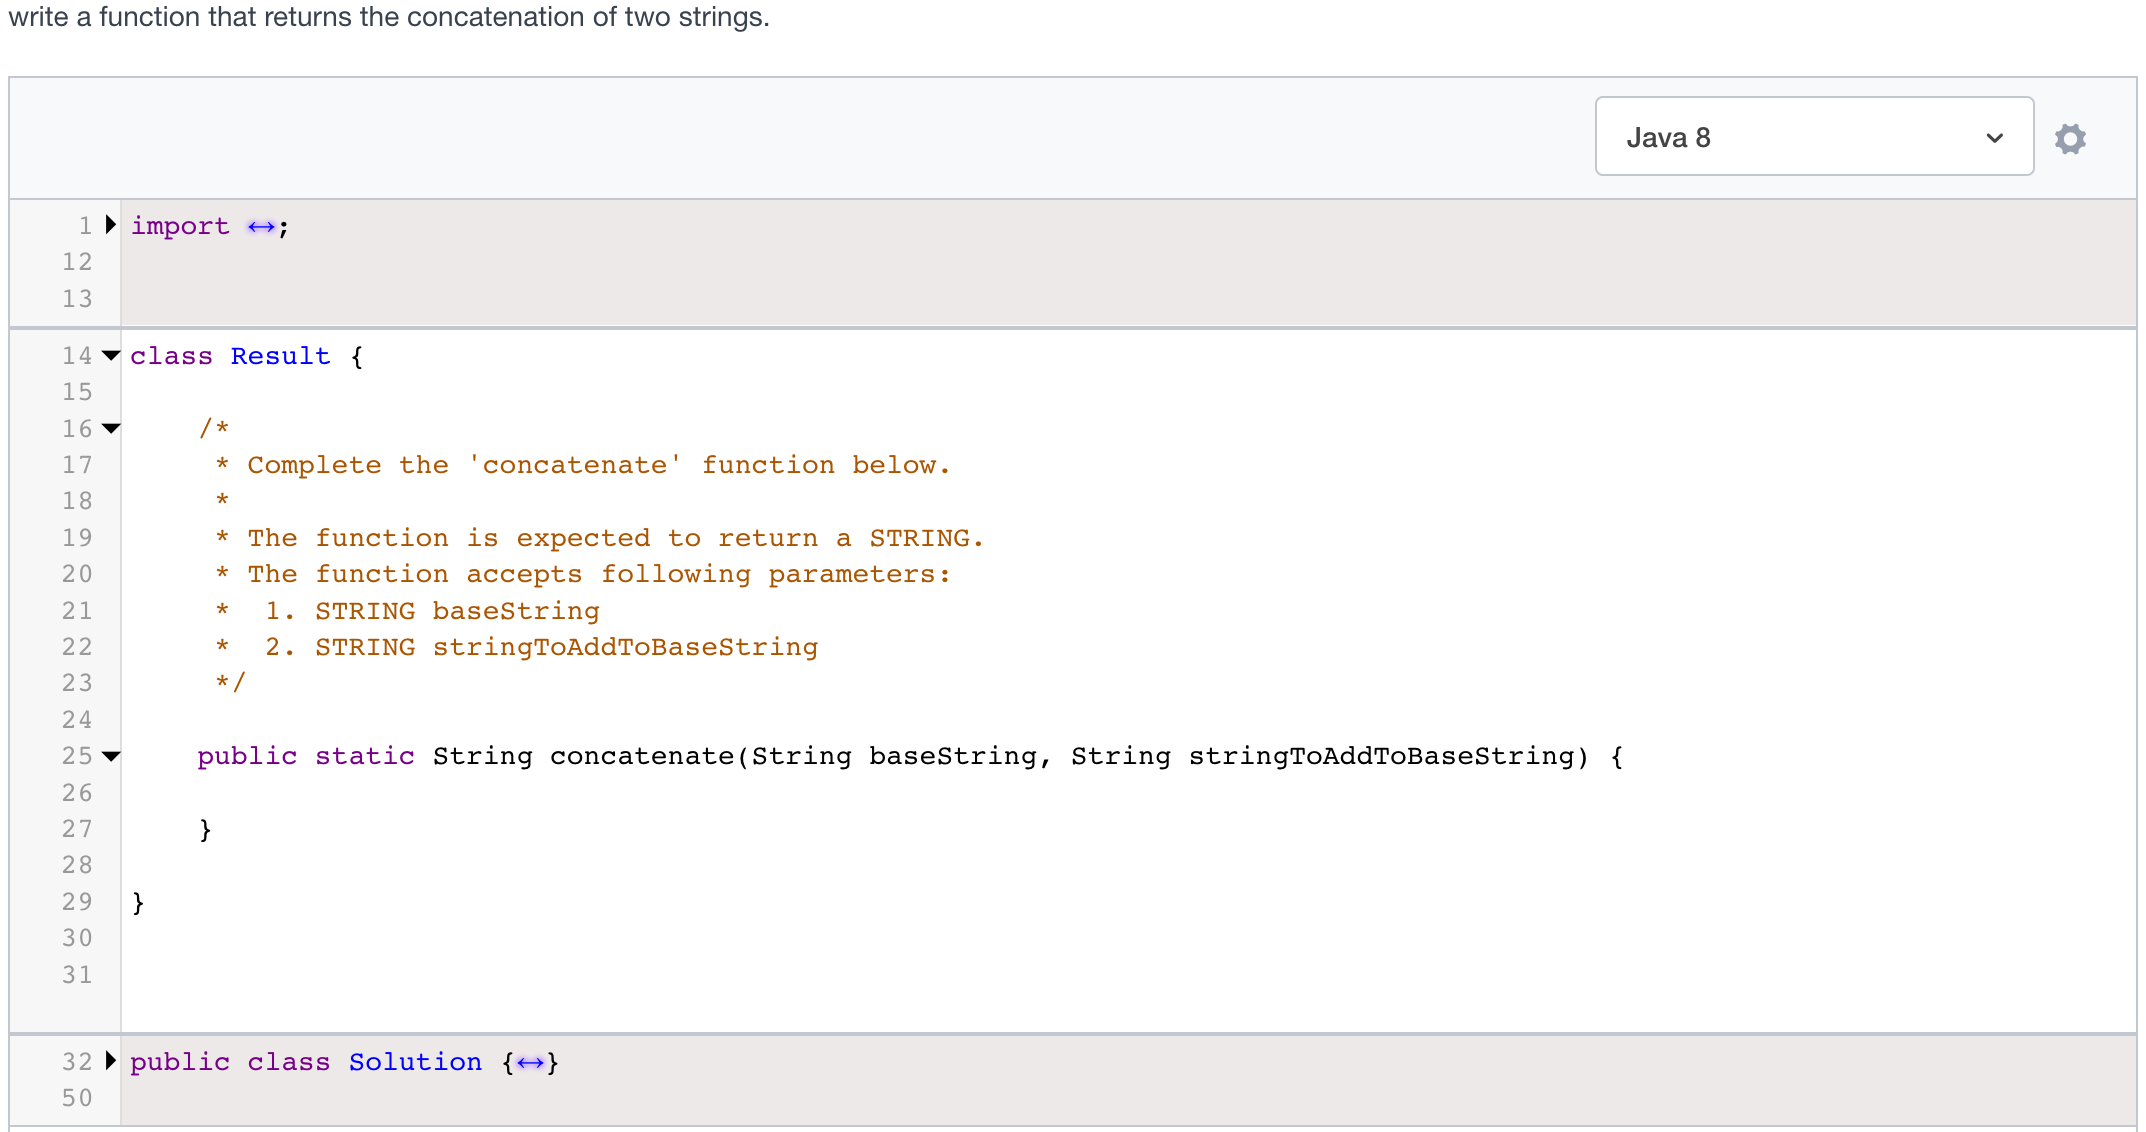 write a function that returns the concatenation of two strings.
Java 8
1 import ↔;
12
13
14 class Result {
15
16 /*
17 * Complete the 'concatenate' function below.
18 *
19 * The function is expected to return a STRING.
20 * The function accepts following parameters:
21 *  1. STRING baseString
22 *  2. STRING stringToAddToBaseString
23 */
24
25 public static String concatenate(String baseString, String stringToAddToBaseString) {
26
27 }
28
29 }
30
31
32 public class Solution {↔}
50